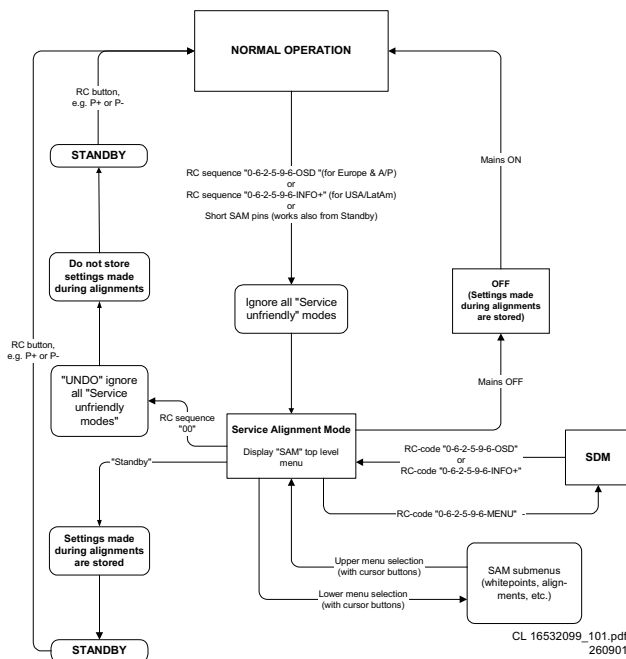 NORMAL OPERATION
RC button,
e.g. P+ or P-
STANDBY
RC sequence "0-6-2-5-9-6-OSD "(for Europe & A/P)
or
RC sequence "0-6-2-5-9-6-INFO+" (for USA/LatAm)
or
Short SAM pins (works also from Standby)
Mains ON
Do not store
settings made
during alignments
Ignore all "Service
unfriendly" modes
OFF
(Settings made
during alignments
are stored)
RC button,
e.g. P+ or P-
"UNDO" ignore
all "Service
unfriendly
modes"
RC sequence
"00"
Mains OFF
Service Alignment Mode
Display "SAM" top level
menu
RC-code "0-6-2-5-9-6-OSD"
or
RC-code "0-6-2-5-9-6-INFO+"
SDM
"Standby"
RC-code "0-6-2-5-9-6-MENU" -
Settings made
during alignments
are stored
Upper menu selection
(with cursor buttons)
Lower menu selection
(with cursor buttons)
SAM submenus
(whitepoints, align-
ments, etc.)
STANDBY
CL 16532099_101.pdf
260901